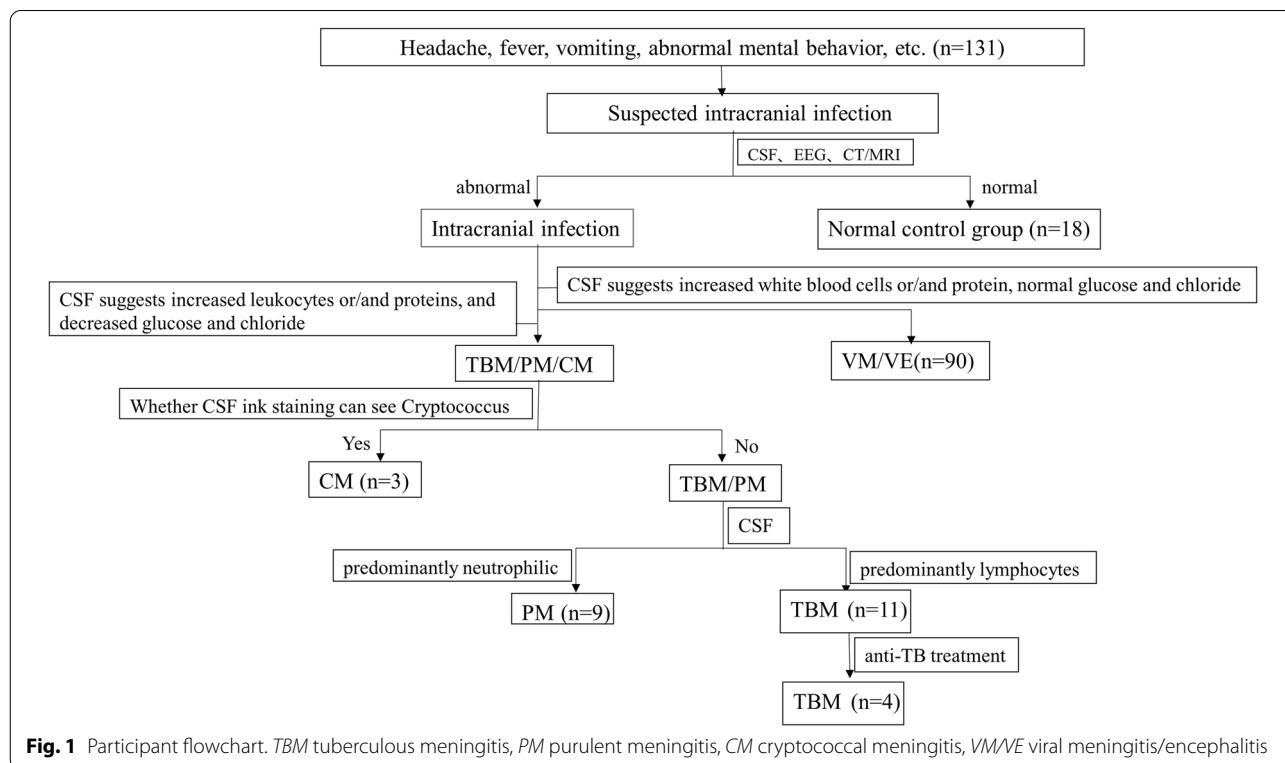 Headache, fever, vomiting, abnormal mental behavior, etc. (n=131)
Suspected intracranial infection
CSF、EEG、CT/MRI
abnormal
normal
Intracranial infection
Normal control group (n=18)
CSF suggests increased leukocytes or/and proteins, and
decreased glucose and chloride
CSF suggests increased white blood cells or/and protein, normal glucose and chloride
TBM/PM/CM
VM/VE(n=90)
Whether CSF ink staining can see Cryptococcus
Yes
No
CM (n=3)
TBM/PM
CSF
predominantly neutrophilic
predominantly lymphocytes
PM (n=9)
TBM (n=11)
anti-TB treatment
TBM (n=4)
Fig. 1 Participant flowchart. TBM tuberculous meningitis, PM purulent meningitis, CM cryptococcal meningitis, VM/VE viral meningitis/encephalitis